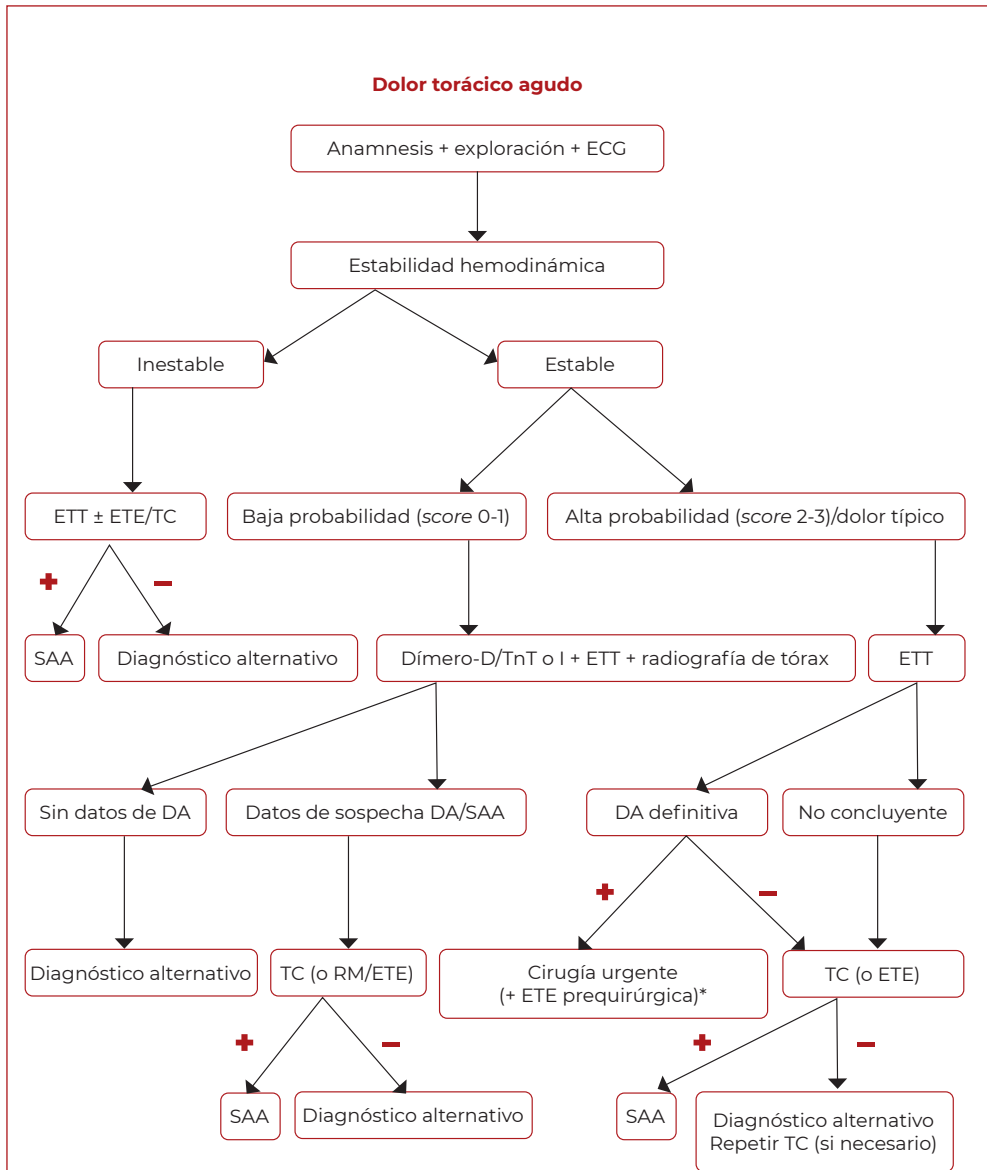 Dolor torácico agudo
Anamnesis + exploración + ECG
Estabilidad hemodinámica
Inestable
Estable
ETT ± ETE/TC
Baja probabilidad (score 0-1)
Alta probabilidad (score 2-3)/dolor típico
+
−
SAA
Diagnóstico alternativo
Dímero-D/TnT o I + ETT + radiografía de tórax
ETT
Sin datos de DA
Datos de sospecha DA/SAA
DA definitiva
No concluyente
+
−
Diagnóstico alternativo
TC (o RM/ETE)
Cirugía urgente
(+ ETE prequirúrgica)*
TC (o ETE)
+
−
+
−
SAA
Diagnóstico alternativo
SAA
Diagnóstico alternativo
Repetir TC (si necesario)